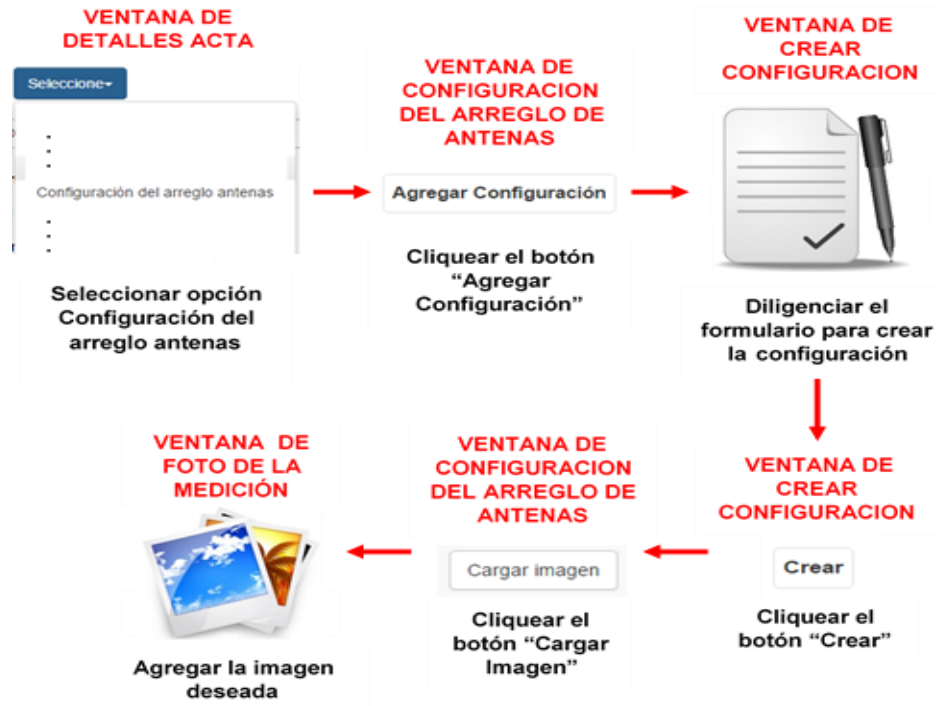 VENTANA DE
DETALLES ACTA
Seleccione
Configuración del arreglo antenas
Seleccionar opción
Configuración del
arreglo antenas
VENTANA DE
CONFIGURACION
DEL ARREGLO DE
ANTENAS
Agregar Configuración
Cliquear el botón
“Agregar
Configuración”
VENTANA DE
CREAR
CONFIGURACION
Diligenciar el
formulario para crear
la configuración
VENTANA DE
CREAR
CONFIGURACION
Crear
Cliquear el
botón “Crear”
VENTANA DE
CONFIGURACION
DEL ARREGLO DE
ANTENAS
Cargar imagen
Cliquear el
botón “Cargar
Imagen”
VENTANA DE
FOTO DE LA
MEDICIÓN
Agregar la imagen
deseada